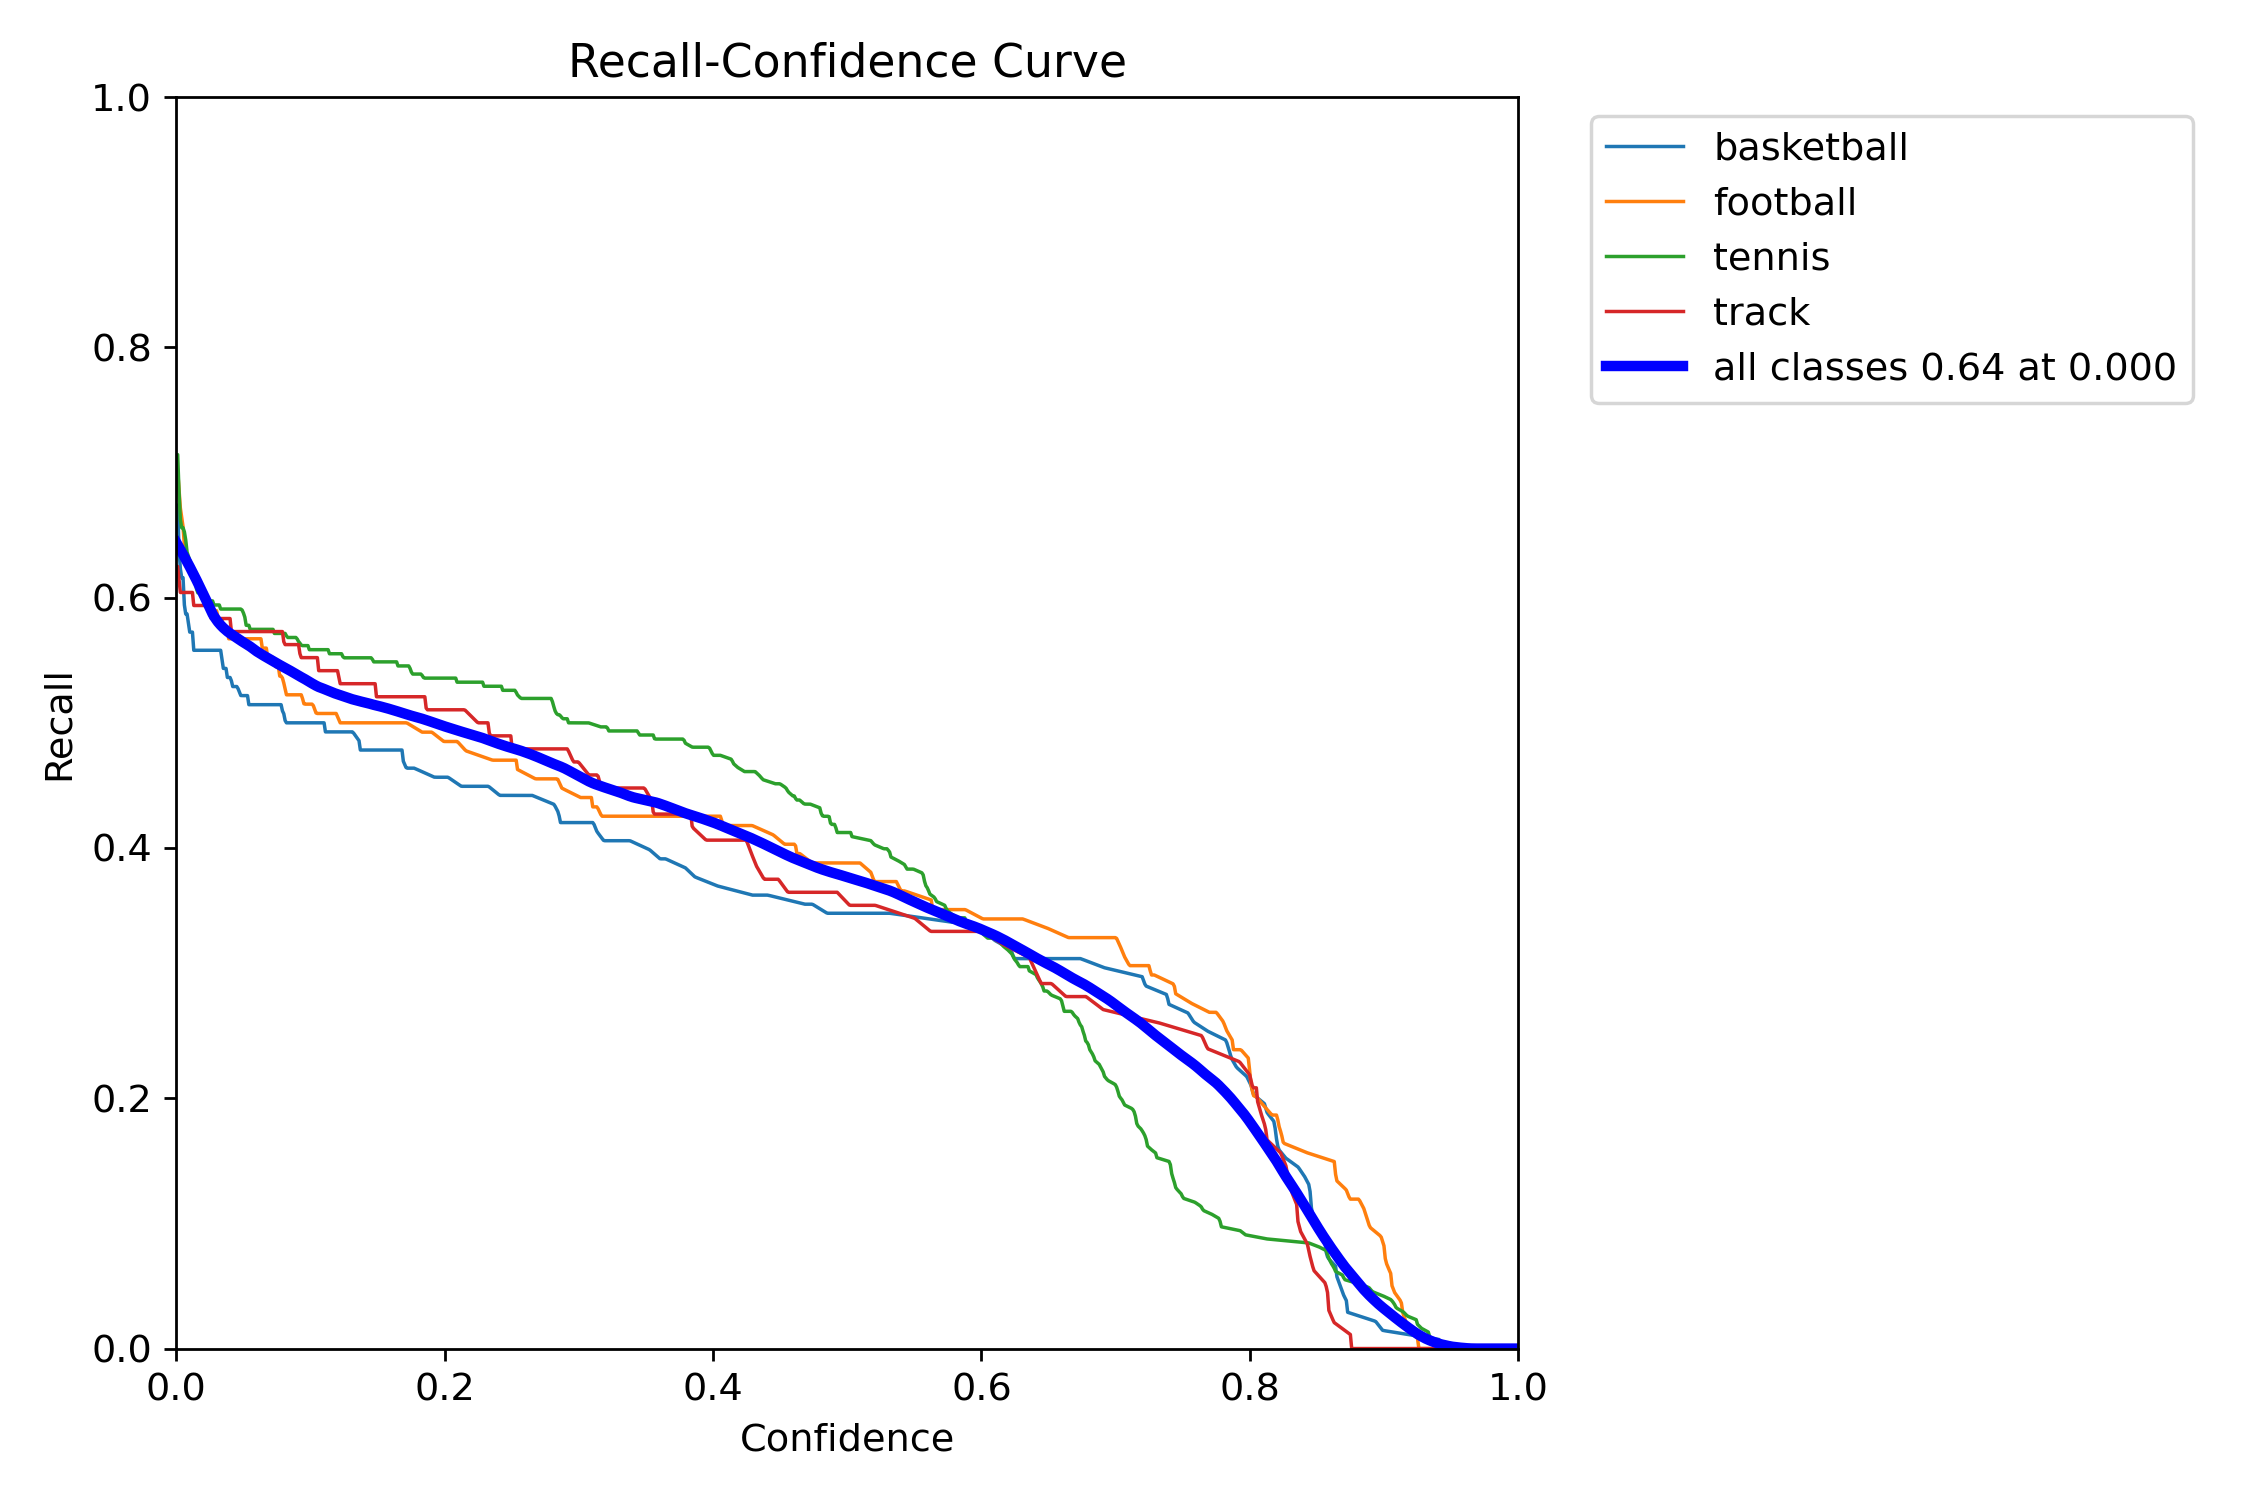 Recall-Confidence Curve
1.0
0.8
0.6
0.4
0.2
0.0
Recall
0.0 0.2 0.4 0.6 0.8 1.0
Confidence
basketball
football
tennis
track
all classes 0.64 at 0.000